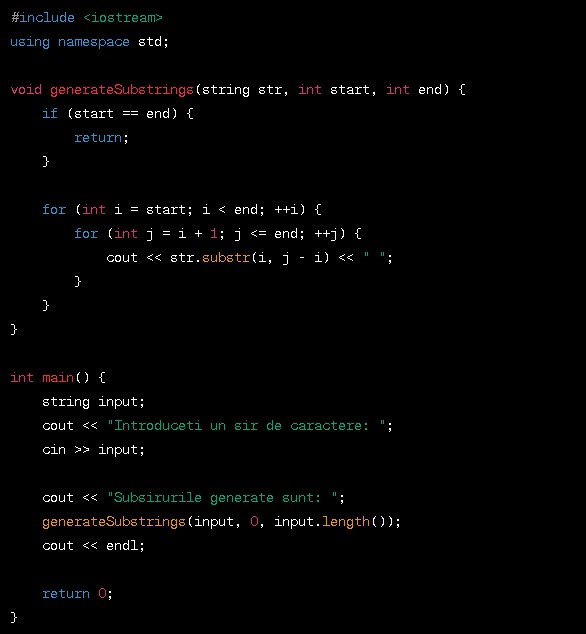 #include <iostream>
using namespace std;
void generateSubstrings(string str, int start, int end) {
    if (start == end) {
        return;
    }
    for (int i = start; i < end; ++i) {
        for (int j = i + 1; j <= end; ++j) {
            cout << str.substr(i, j - i) << " ";
        }
    }
}
int main() {
    string input;
    cout << "Introduceti un sir de caractere: ";
    cin >> input;
    cout << "Subsirurile generate sunt: ";
    generateSubstrings(input, 0, input.length());
    cout << endl;
    return 0;
}